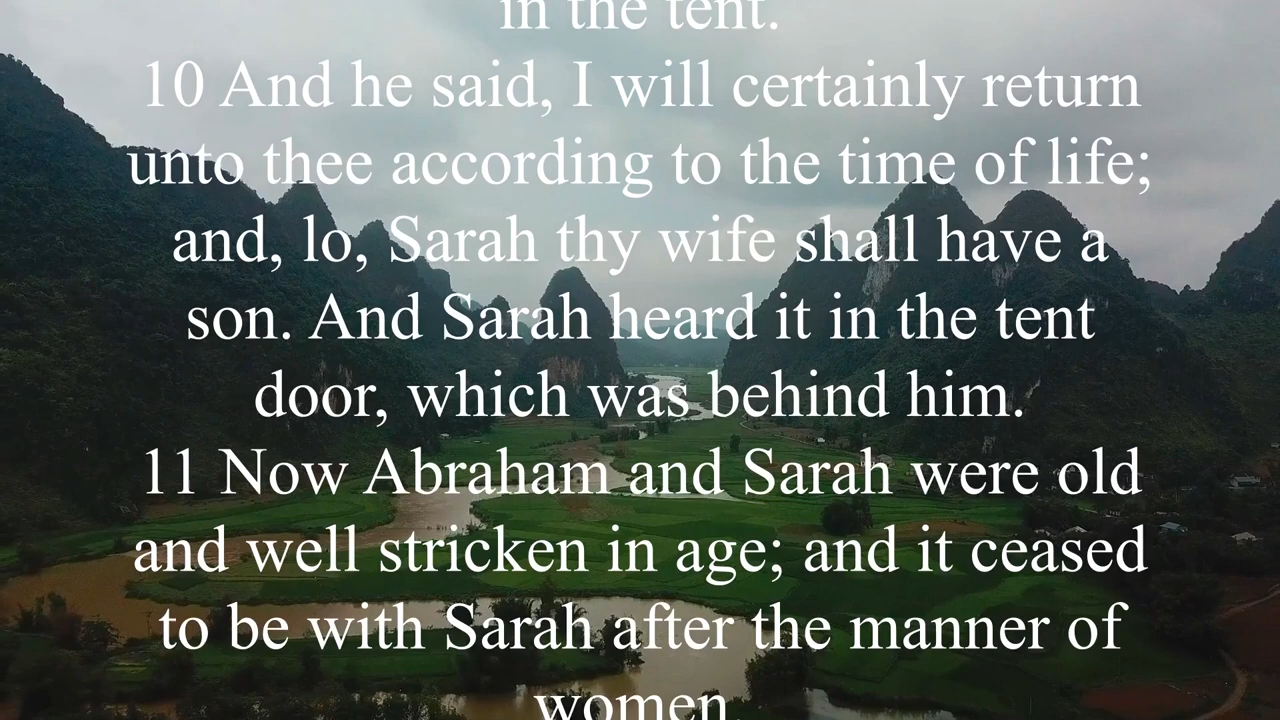 in the tent.
10 And he said, I will certainly return
unto thee according to the time of life;
and, lo, Sarah thy wife shall have a
son. And Sarah heard it in the tent
door, which was behind him.
11 Now Abraham and Sarah were old
and well stricken in age; and it ceased
to be with Sarah after the manner of
women.